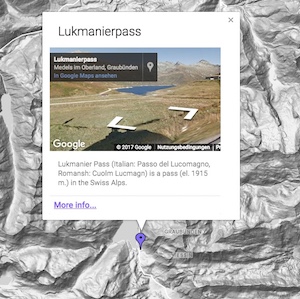 Lukmanierpass
Lukmanierpass
Medels im Oberland, Graubünden
In Google Maps ansehen
Google
© 2017 Google
Nutzungsbedingungen
Lukmanier Pass (Italian: Passo del Lucomagno,
Romansh: Cuolm Lucmagn) is a pass (el. 1915
m.) in the Swiss Alps.
More info...
GRAUBÜNDEN